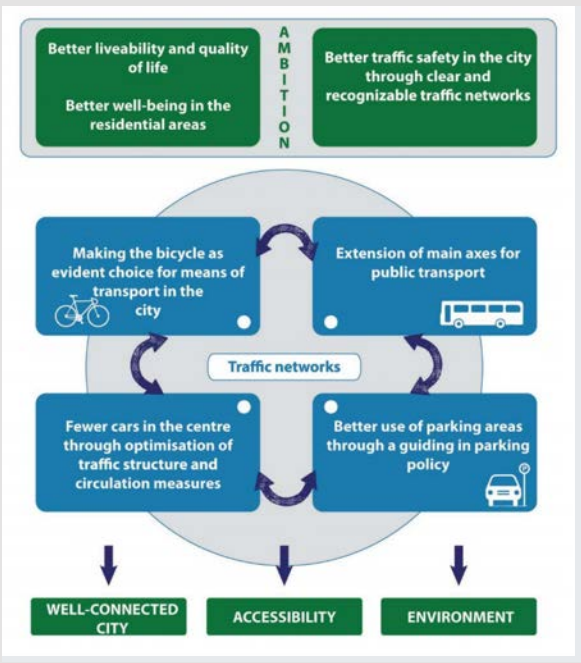 Better liveability and quality
of life
Better well-being in the
residential areas
AMBITION
Better traffic safety in the city
through clear and
recognizable traffic networks
Making the bicycle as
evident choice for means of
transport in the
city
Extension of main axes for
public transport
Traffic networks
Fewer cars in the centre
through optimisation of
traffic structure and
circulation measures
Better use of parking areas
through a guiding in parking
policy
P
WELL-CONNECTED
CITY
ACCESSIBILITY
ENVIRONMENT